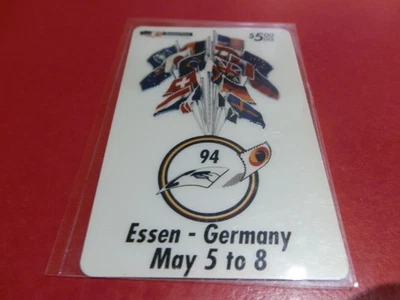 $5.00
94
Essen - Germany
May 5 to 8